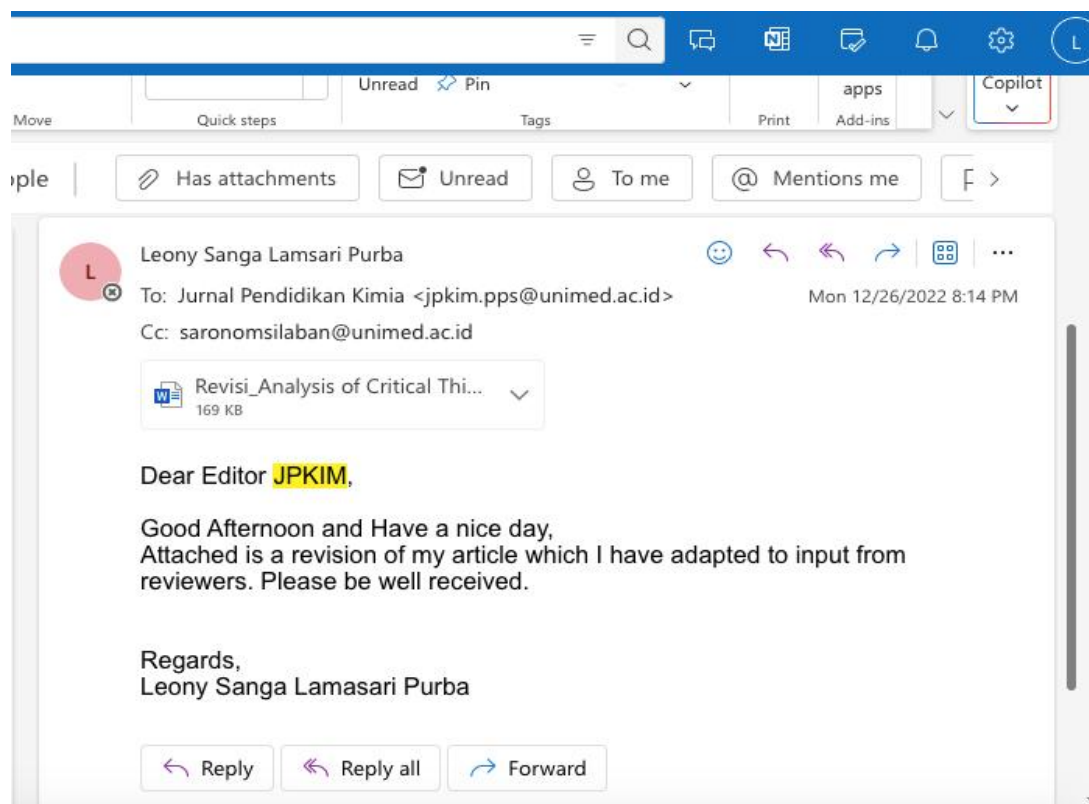 L
Unread Pin
apps
Copilot
Move
Quick steps
Tags
Print
Add-ins
ople
Has attachments
Unread
To me
@ Mentions me
L
Leony Sanga Lamsari Purba
To: Jurnal Pendidikan Kimia <jpkim.pps@unimed.ac.id>
Mon 12/26/2022 8:14 PM
Cc: saronomsilaban@unimed.ac.id
Revisi_Analysis of Critical Thi...
169 KB
Dear Editor JPKIM,
Good Afternoon and Have a nice day,
Attached is a revision of my article which I have adapted to input from
reviewers. Please be well received.
Regards,
Leony Sanga Lamasari Purba
Reply
Reply all
Forward